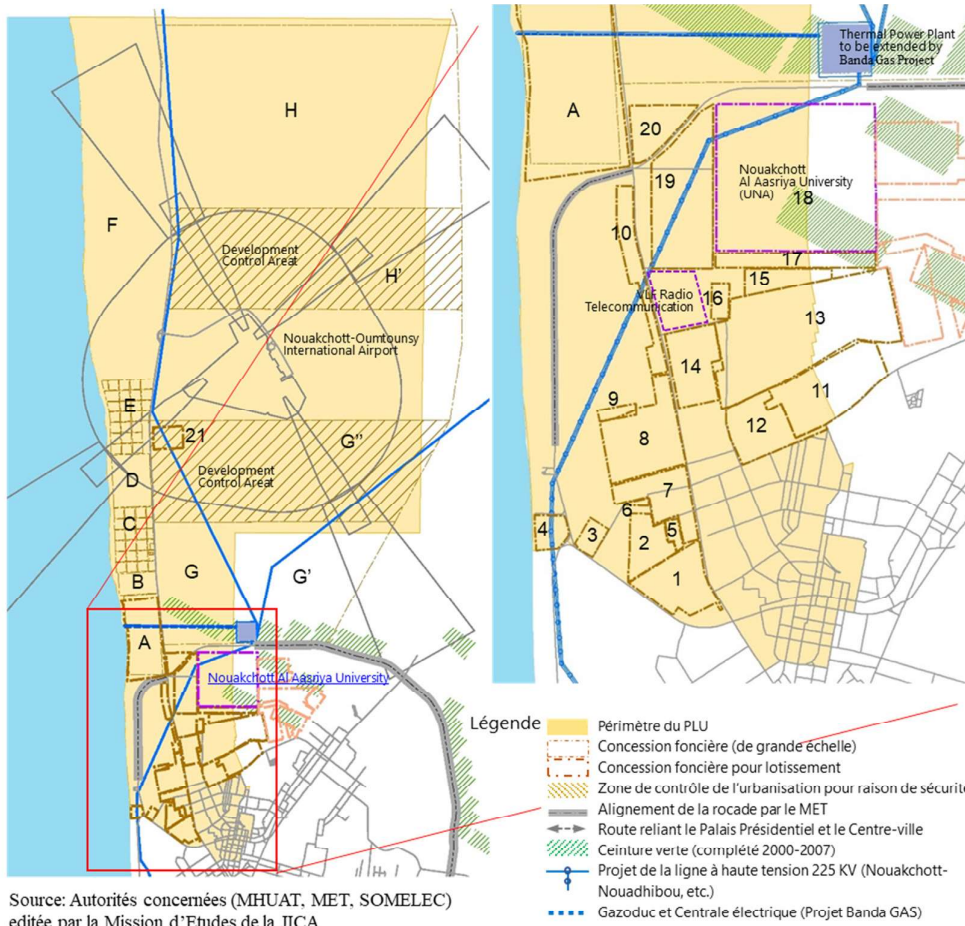 H
F
Development
Control Areat
H'
Nouakchott-Oumtounsy
International Airport
E
21
G''
Development
Control Areat
D
C
B
G
G'
A
Nouakchott Al Aasriya University
Thermal Power Plant
to be extended by
Banda Gas Project
A
20
19
Nouakchott
Al Aasriya University
(UNA)
18
10
17
15
VLF Radio
Telecommunication
16
13
14
11
9
12
8
7
6
4
3
2
5
1
Légende
Périmètre du PLU
Concession foncière (de grande échelle)
Concession foncière pour lotissement
Zone de contrôle de l'urbanisation pour raison de sécurité
Alignement de la rocade par le MET
Route reliant le Palais Présidentiel et le Centre-ville
Ceinture verte (complété 2000-2007)
Projet de la ligne à haute tension 225 KV (Nouakchott-
Nouadhibou, etc.)
Gazoduc et Centrale électrique (Projet Banda GAS)
Source: Autorités concernées (MHUAT, MET, SOMELEC)
editée par la Mission d'Etudes de la JICA